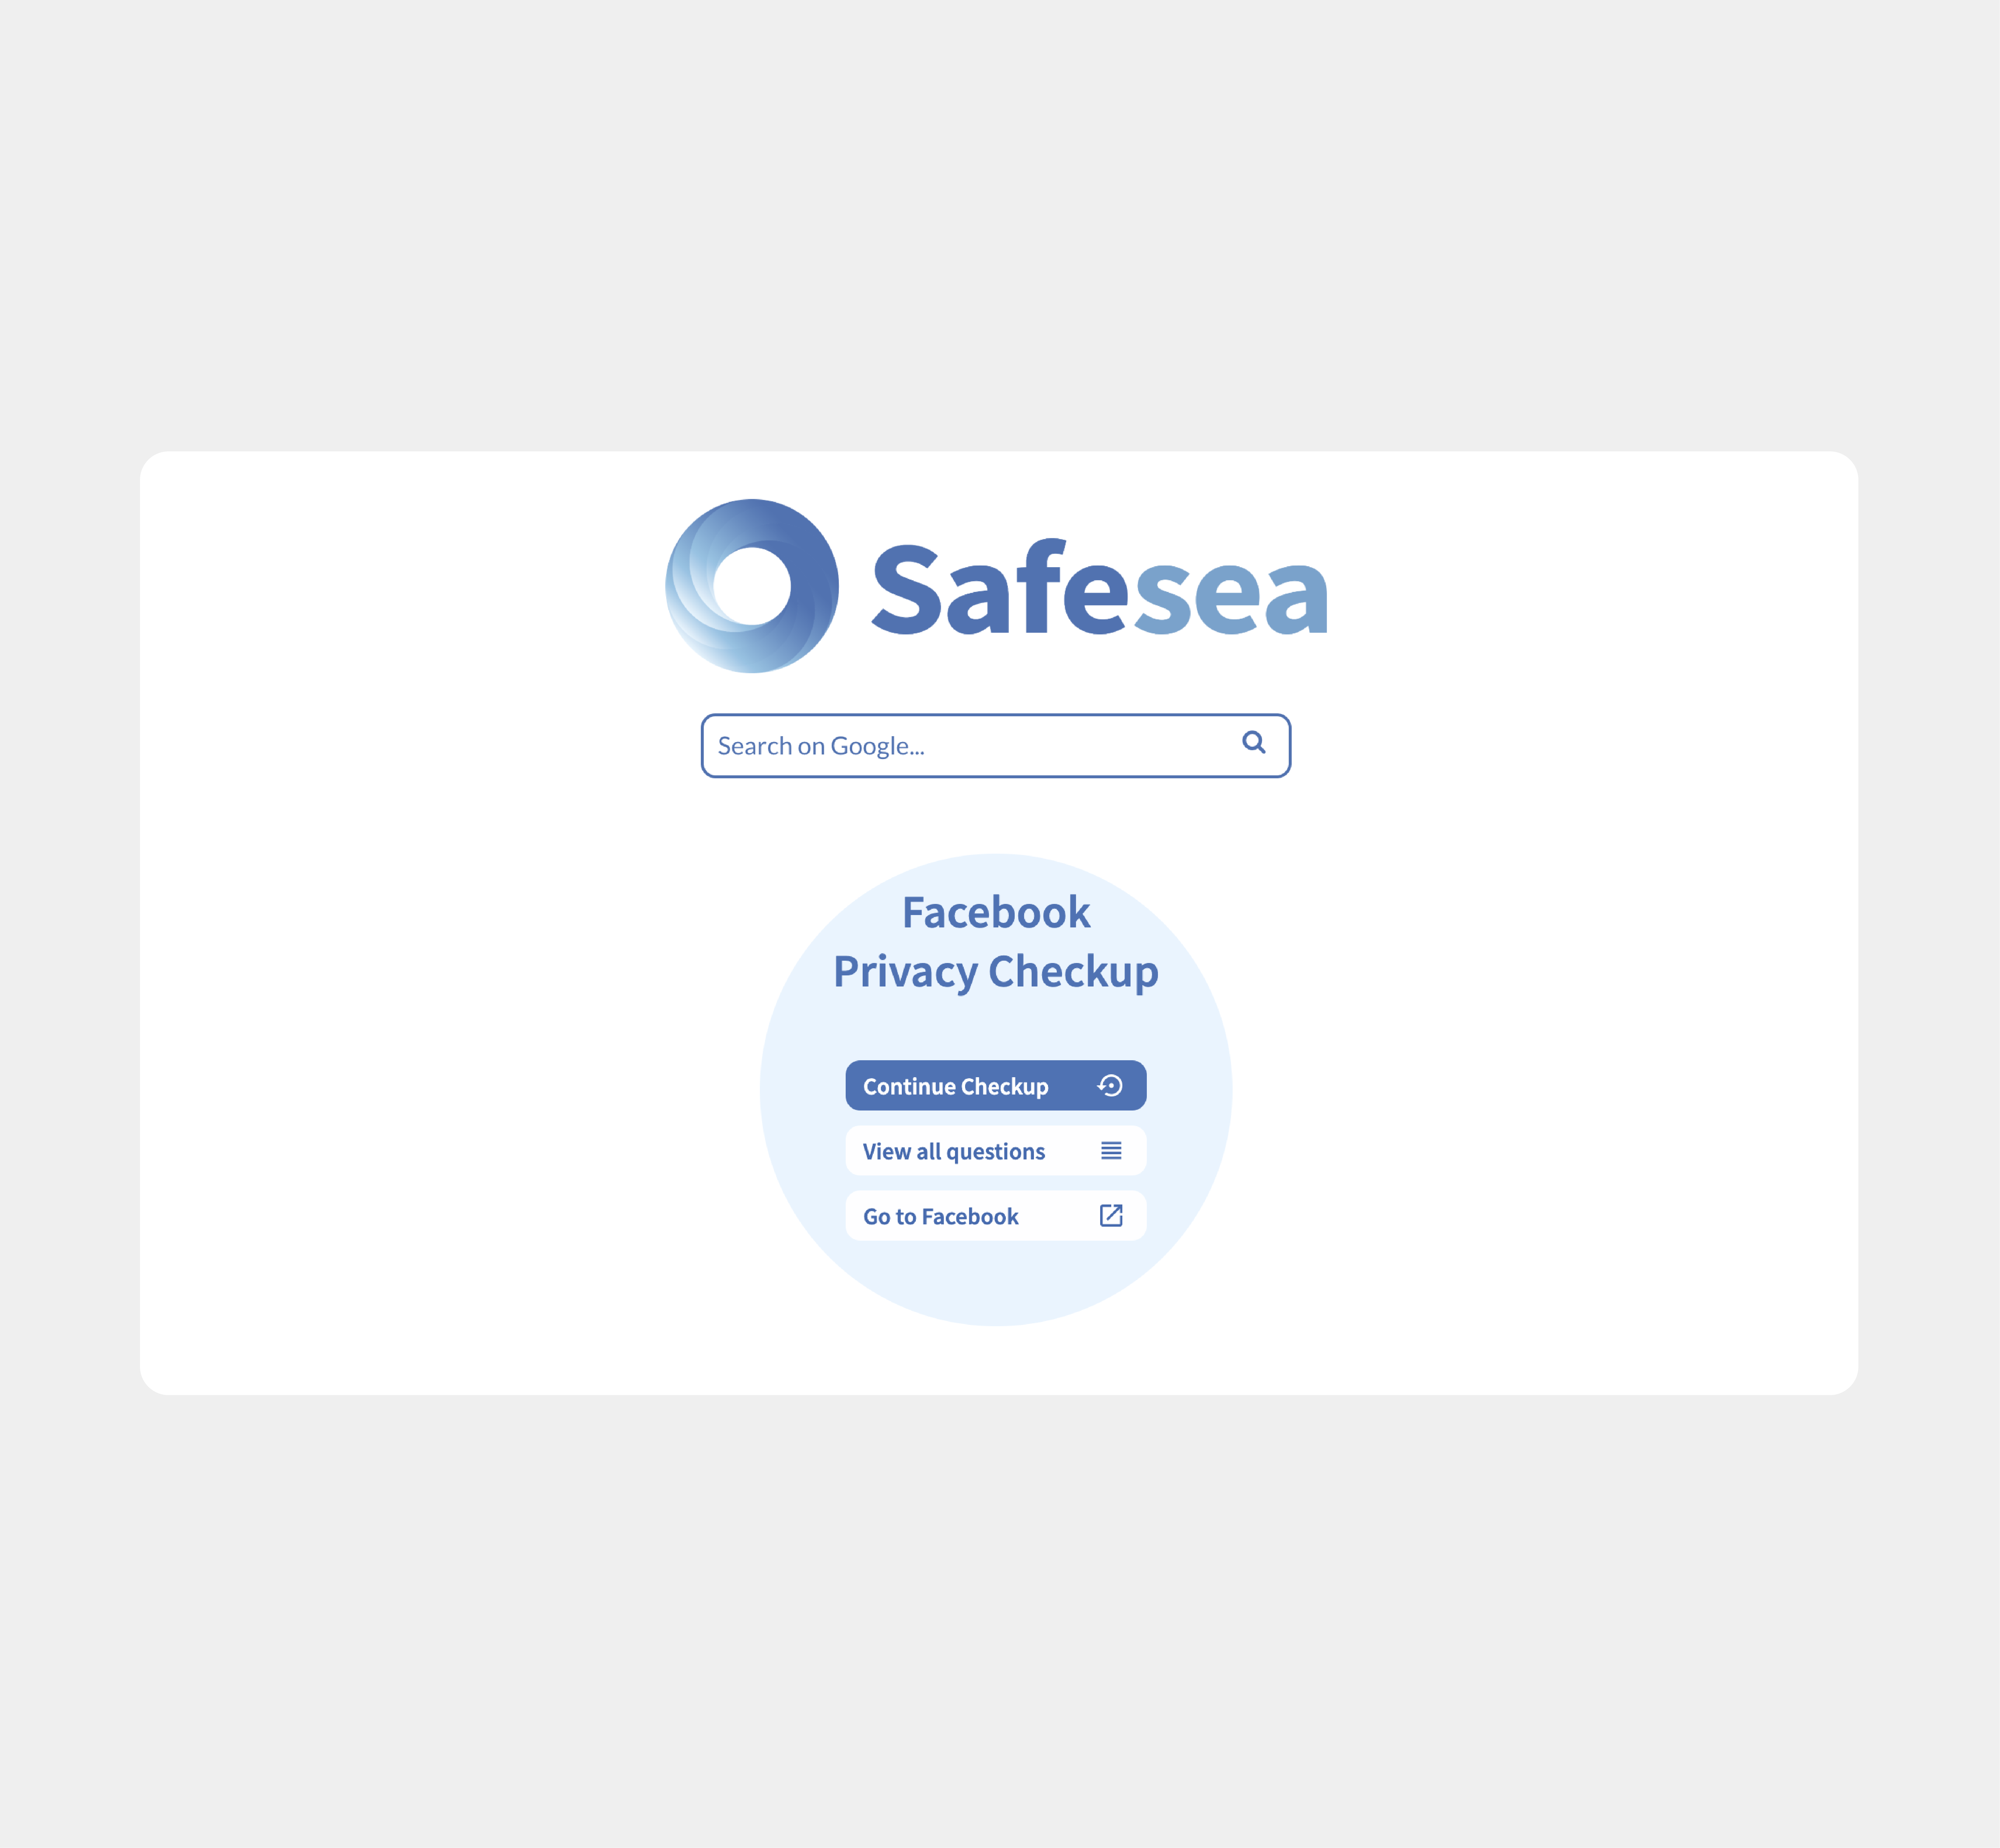 Safesea
Search on Google...
Facebook
Privacy Checkup
Continue Checkup
View all questions
Go to Facebook